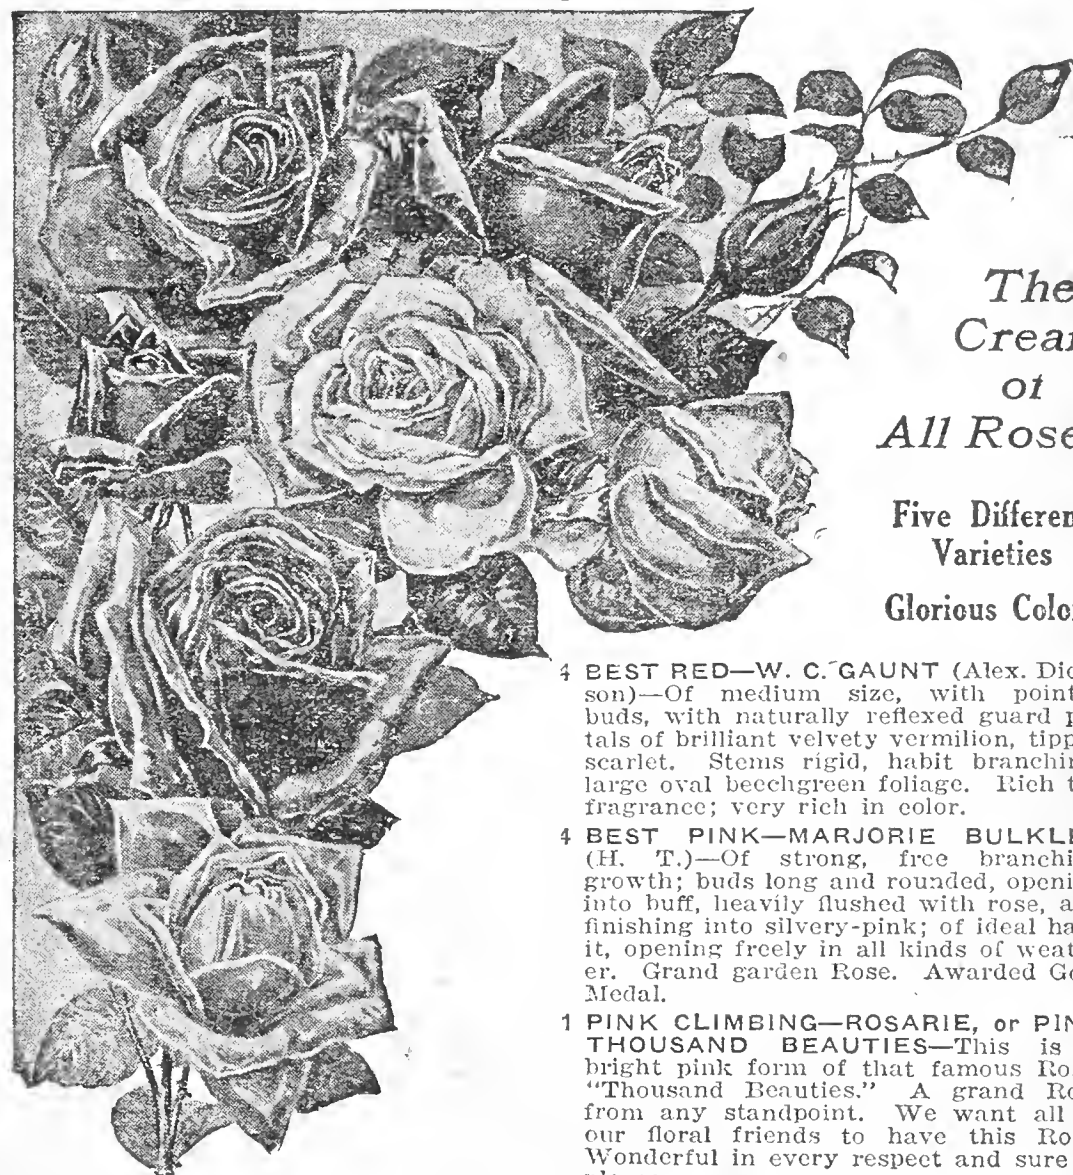 The
Crea
of
All Rose
Five Differen
Varieties
Glorious Colo
4 BEST RED—W. C. GAUNT (Alex. Dic
son)—Of medium size, with point
buds, with naturally reflexed guard p
tals of brilliant velvety vermilion, tipp
scarlet. Stems rigid, habit branchin
large oval beechgreen foliage. Rich t
fragrance; very rich in color.
4 BEST PINK—MARJORIE BULKLE
(H. T.)—Of strong, free branchi
growth; buds long and rounded, openi
into buff, heavily flushed with rose, a
finishing into silvery-pink; of ideal ha
it, opening freely in all kinds of weat
er. Grand garden Rose. Awarded Go
Medal.
1 PINK CLIMBING—ROSARIE, or PIN
THOUSAND BEAUTIES—This is
bright pink form of that famous Ro
"Thousand Beauties." A grand Ro
from any standpoint. We want all
our floral friends to have this Ro
Wonderful in every respect and sure